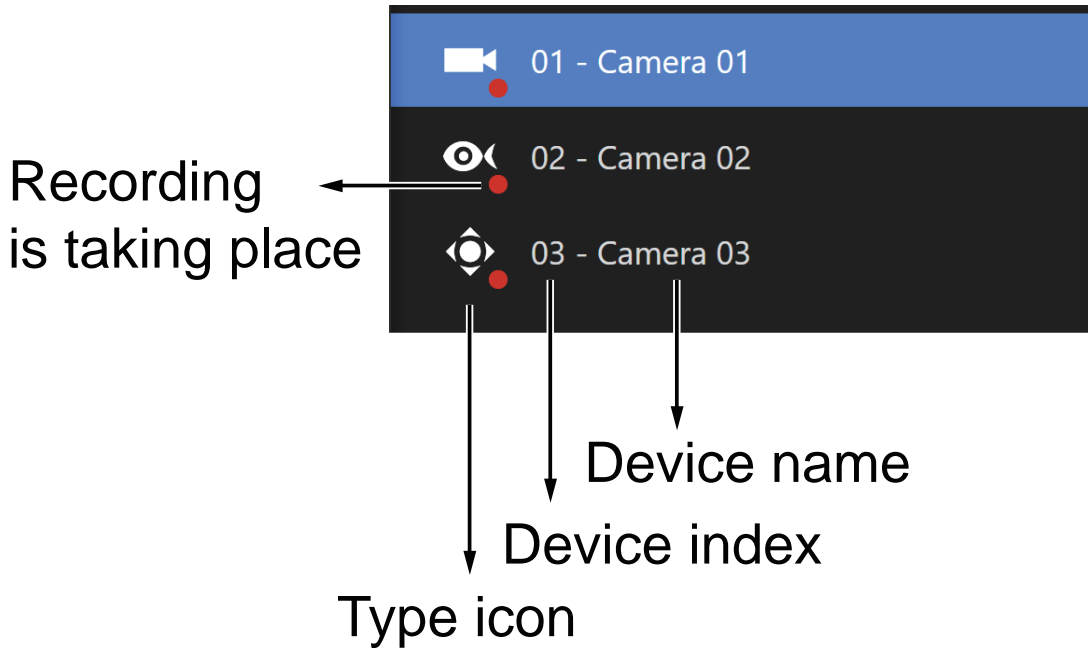 01 - Camera 01
02 - Camera 02
Recording
is taking place
03 - Camera 03
Device name
Device index
Type icon